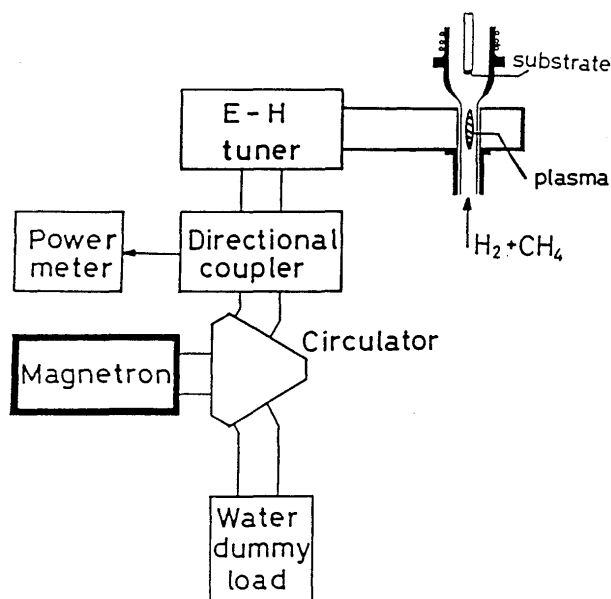 substrate
E-H
tuner
plasma
Power
meter
Directional
coupler
H₂+CH₄
Circulator
Magnetron
Water
dummy
load